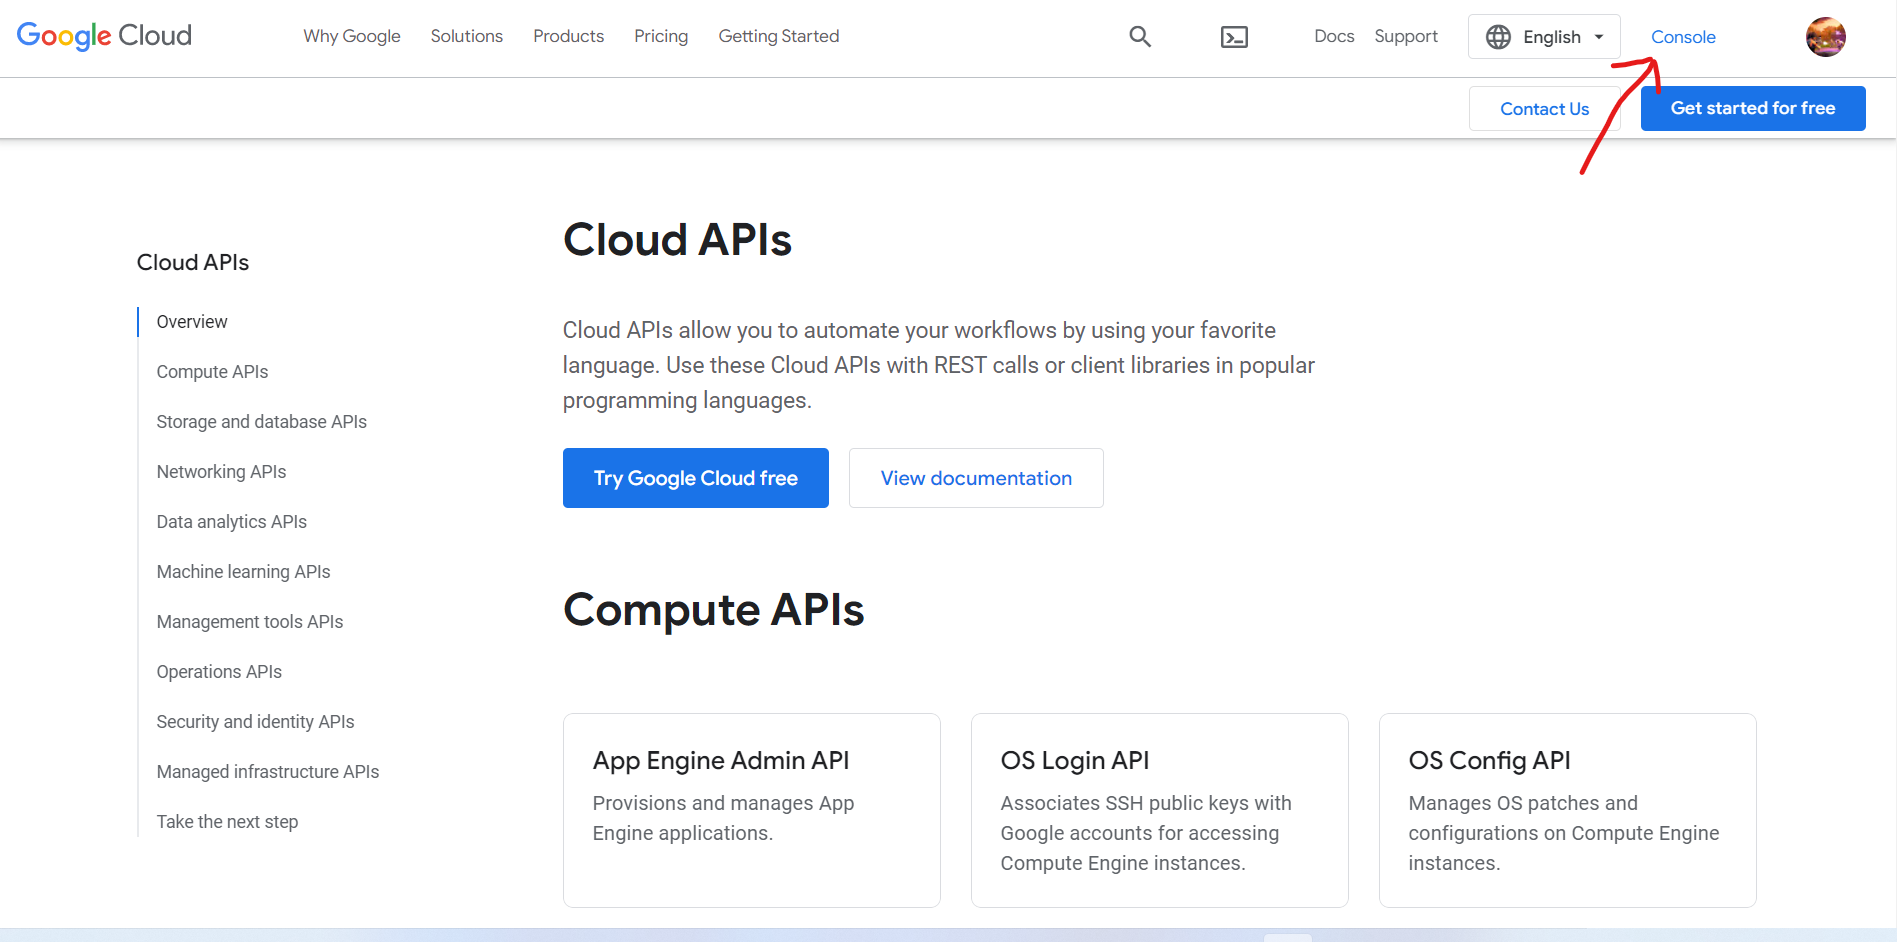 Google Cloud
Why Google
Solutions
Products
Pricing
Getting Started
Docs
Support
English
Console
Contact Us
Get started for free
Cloud APIs
Overview
Compute APIs
Storage and database APIs
Networking APIs
Data analytics APIs
Machine learning APIs
Management tools APIs
Operations APIs
Security and identity APIs
Managed infrastructure APIs
Take the next step
Cloud APIs
Cloud APIs allow you to automate your workflows by using your favorite
language. Use these Cloud APIs with REST calls or client libraries in popular
programming languages.
Try Google Cloud free
View documentation
Compute APIs
App Engine Admin API
Provisions and manages App
Engine applications.
OS Login API
Associates SSH public keys with
Google accounts for accessing
Compute Engine instances.
OS Config API
Manages OS patches and
configurations on Compute Engine
instances.